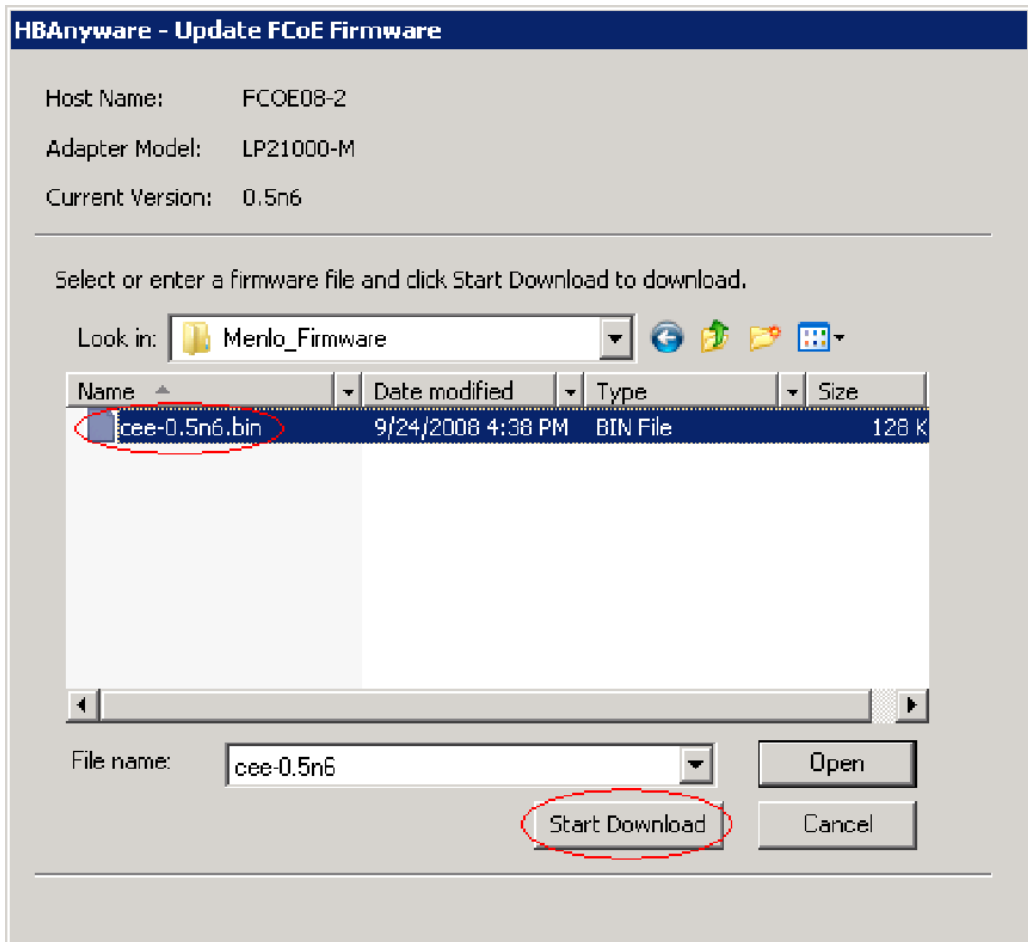 HBAnyware - Update FCoE Firmware
Host Name: FCOE08-2
Adapter Model: LP21000-M
Current Version: 0.5n6
Select or enter a firmware file and click Start Download to download.
Look in: Menlo_Firmware
Name Date modified Type Size
cee-0.5n6.bin 9/24/2008 4:38 PM BIN File 128 K
File name: cee-0.5n6 Open
Start Download Cancel